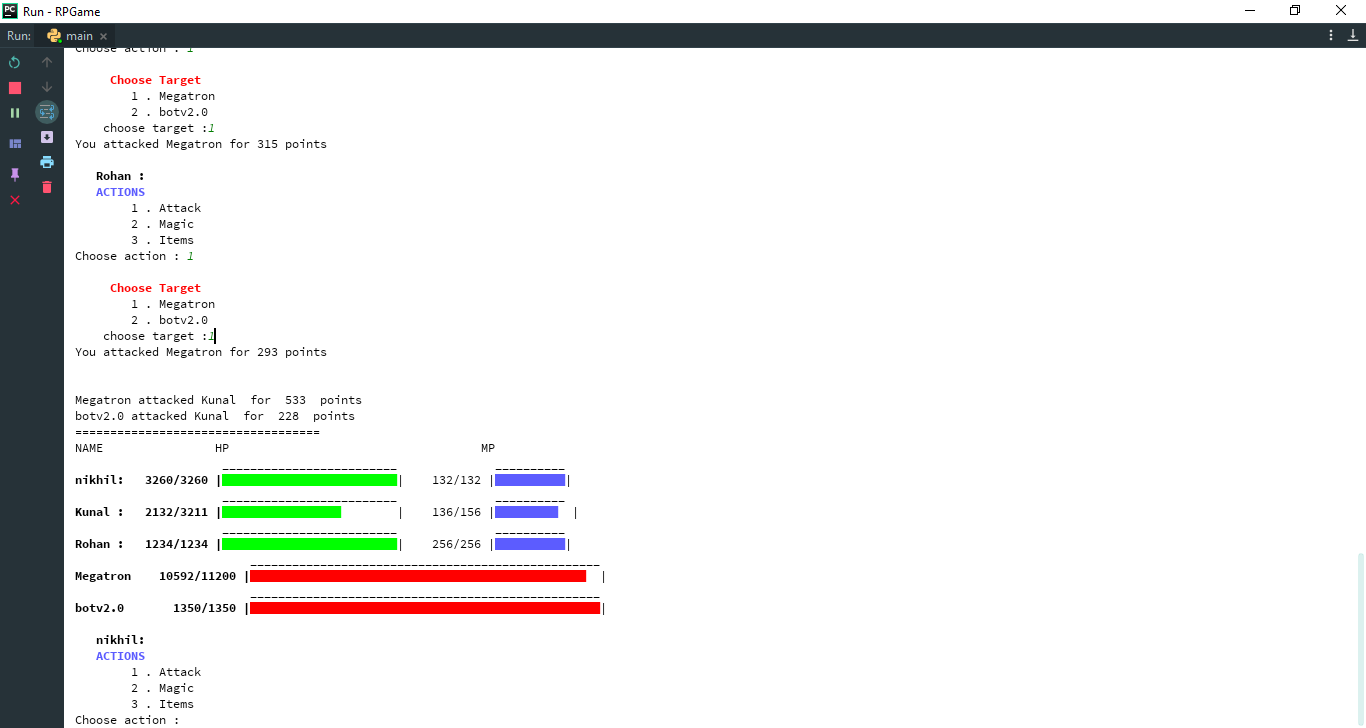 Run - RPGame
Run: main
Choose action : 1
Choose Target
1 . Megatron
2 . botv2.0
choose target :1
You attacked Megatron for 315 points
Rohan :
ACTIONS
1 . Attack
2 . Magic
3 . Items
Choose action : 1
Choose Target
1 . Megatron
2 . botv2.0
choose target :1
You attacked Megatron for 293 points
Megatron attacked Kunal  for  533  points
botv2.0 attacked Kunal  for  228  points
===================================
NAME HP MP
nikhil: 3260/3260 | | 132/132 | |
Kunal : 2132/3211 | | 136/156 | |
Rohan : 1234/1234 | | 256/256 | |
Megatron 10592/11200 | |
botv2.0 1350/1350 | |
nikhil:
ACTIONS
1 . Attack
2 . Magic
3 . Items
Choose action :